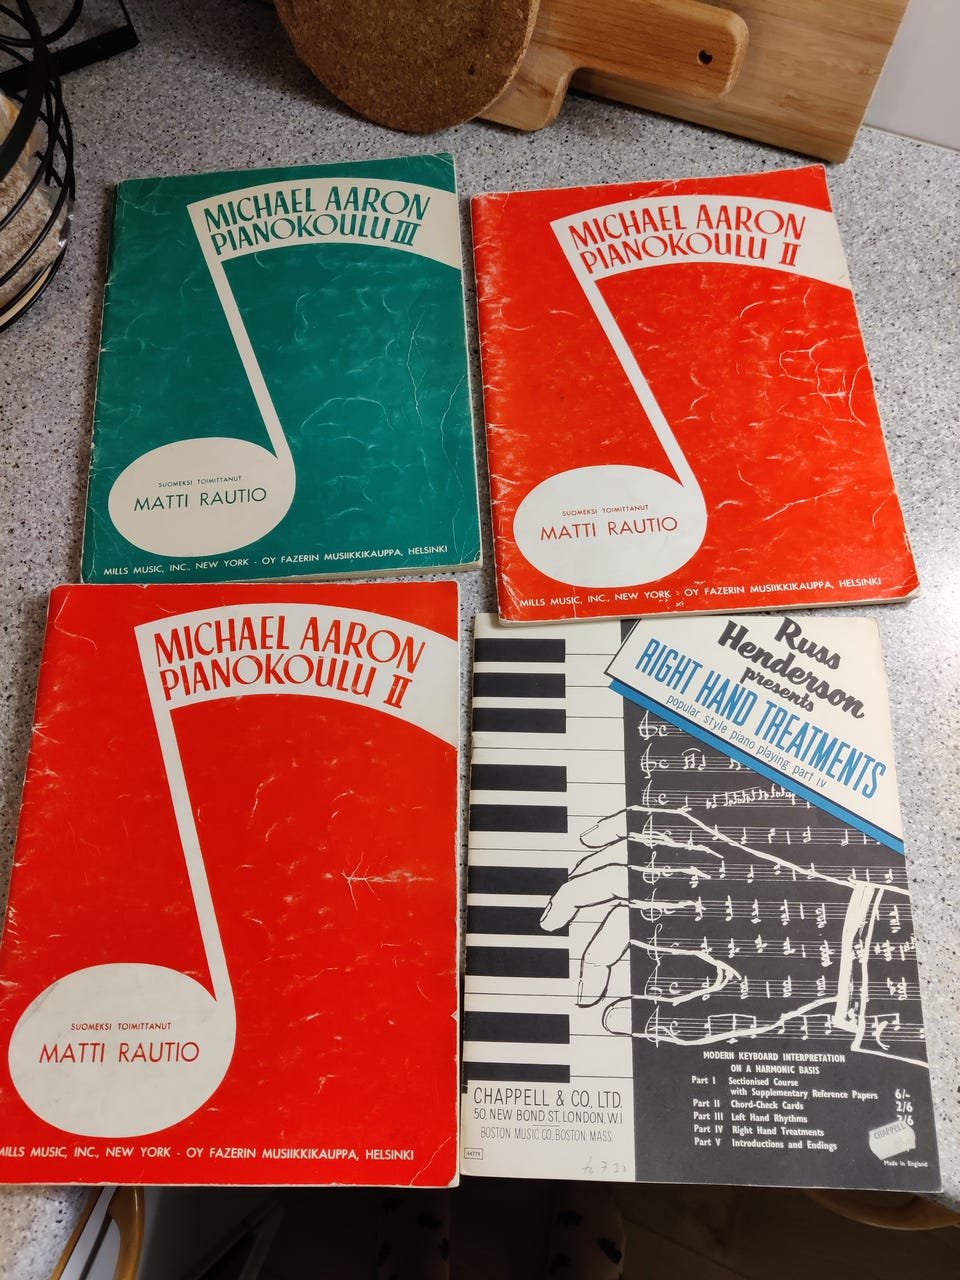 MICHAEL AARON
PIANOKOULU III
SUOMEKSI TOIMITTANUT
MATTI RAUTIO
MILLS MUSIC, INC., NEW YORK - OY FAZERIN MUSIIKKIKAUPPA, HELSINKI
MICHAEL AARON
PIANOKOULU II
SUOMEKSI TOIMITTANUT
MATTI RAUTIO
MILLS MUSIC, INC., NEW YORK - OY FAZERIN MUSIIKKIKAUPPA, HELSINKI
MICHAEL AARON
PIANOKOULU II
SUOMEKSI TOIMITTANUT
MATTI RAUTIO
MILLS MUSIC, INC., NEW YORK - OY FAZERIN MUSIIKKIKAUPPA, HELSINKI
Russ
Henderson
presents
RIGHT HAND TREATMENTS
popular style piano playing part IV
MODERN KEYBOARD INTERPRETATION
ON A HARMONIC BASIS
Part I Sectionised Course
with Supplementary Reference Papers 6/-
Part II Chord-Check Cards 2/6
Part III Left Hand Rhythms
Part IV Right Hand Treatments
Part V Introductions and Endings
CHAPPELL
Made in England
CHAPPELL & CO., LTD.
50, NEW BOND ST., LONDON, W.1
BOSTON MUSIC CO., BOSTON, MASS.
44779